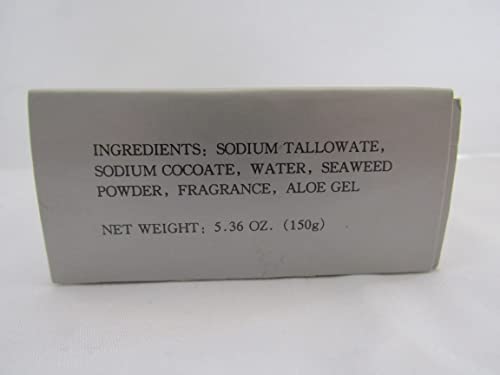 INGREDIENTS: SODIUM TALLOWATE,
SODIUM COCOATE, WATER, SEAWEED
POWDER, FRAGRANCE, ALOE GEL
NET WEIGHT: 5.36 OZ. (150g)